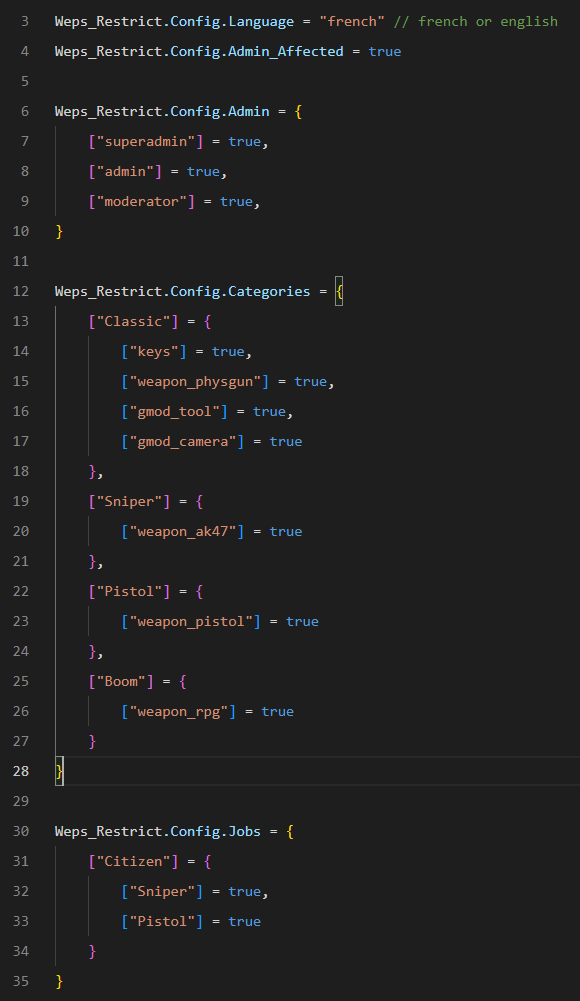 3 Weps_Restrict.Config.Language = "french" // french or english
4 Weps_Restrict.Config.Admin_Affected = true
5
6 Weps_Restrict.Config.Admin = {
7     ["superadmin"] = true,
8     ["admin"] = true,
9     ["moderator"] = true,
10 }
11
12 Weps_Restrict.Config.Categories = {
13     ["Classic"] = {
14         ["keys"] = true,
15         ["weapon_physgun"] = true,
16         ["gmod_tool"] = true,
17         ["gmod_camera"] = true
18     },
19     ["Sniper"] = {
20         ["weapon_ak47"] = true
21     },
22     ["Pistol"] = {
23         ["weapon_pistol"] = true
24     },
25     ["Boom"] = {
26         ["weapon_rpg"] = true
27     }
28 }
29
30 Weps_Restrict.Config.Jobs = {
31     ["Citizen"] = {
32         ["Sniper"] = true,
33         ["Pistol"] = true
34     }
35 }